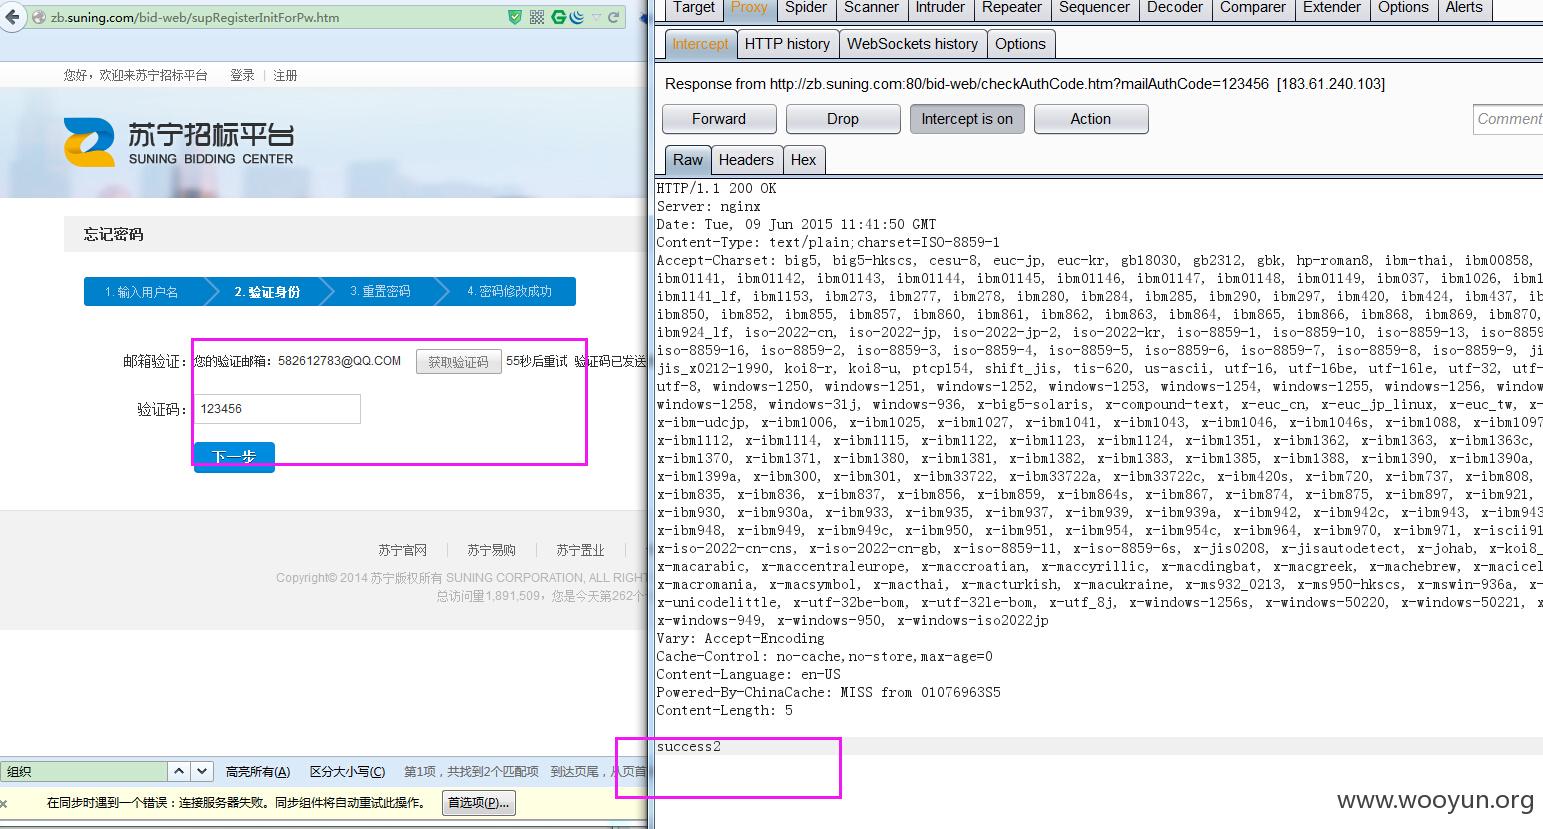 zb.suning.com/bid-web/supRegisterInitForPw.htm
您好，欢迎来苏宁招标平台 登录 | 注册
苏宁招标平台
SUNING BIDDING CENTER
忘记密码
1. 输入用户名 2. 验证身份 3. 重置密码 4. 密码修改成功
邮箱验证： 您的验证邮箱：582612783@QQ.COM 获取验证码 55秒后重试 验证码已发送
验证码： 123456
下一步
苏宁官网 | 苏宁易购 | 苏宁置业 |
Copyright© 2014 苏宁版权所有 SUNING CORPORATION, ALL RIGHT
总访问量1,891,509，您是今天第262个
组织 高亮所有(A) 区分大小写(C) 第1项，共找到2个匹配项 到达页尾，从页首
在同步时遇到一个错误：连接服务器失败。同步组件将自动重试此操作。 首选项(P)...
Target Proxy Spider Scanner Intruder Repeater Sequencer Decoder Comparer Extender Options Alerts
Intercept HTTP history WebSockets history Options
Response from http://zb.suning.com:80/bid-web/checkAuthCode.htm?mailAuthCode=123456 [183.61.240.103]
Forward Drop Intercept is on Action Comment
Raw Headers Hex
HTTP/1.1 200 OK
Server: nginx
Date: Tue, 09 Jun 2015 11:41:50 GMT
Content-Type: text/plain;charset=ISO-8859-1
Accept-Charset: big5, big5-hkscs, cesu-8, euc-jp, euc-kr, gb18030, gb2312, gbk, hp-roman8, ibm-thai, ibm00858,
ibm01141, ibm01142, ibm01143, ibm01144, ibm01145, ibm01146, ibm01147, ibm01148, ibm01149, ibm037, ibm1026,
ibm1141_lf, ibm1153, ibm273, ibm277, ibm278, ibm280, ibm284, ibm285, ibm290, ibm297, ibm420, ibm424, ibm437,
ibm850, ibm852, ibm855, ibm857, ibm860, ibm861, ibm862, ibm863, ibm864, ibm865, ibm866, ibm868, ibm869, ibm870,
ibm924_lf, iso-2022-cn, iso-2022-jp, iso-2022-jp-2, iso-2022-kr, iso-8859-1, iso-8859-10, iso-8859-13,
iso-8859-16, iso-8859-2, iso-8859-3, iso-8859-4, iso-8859-5, iso-8859-6, iso-8859-7, iso-8859-8, iso-8859-9,
jis_x0212-1990, koi8-r, koi8-u, ptcp154, shift_jis, tis-620, us-ascii, utf-16, utf-16be, utf-16le, utf-32,
utf-8, windows-1250, windows-1251, windows-1252, windows-1253, windows-1254, windows-1255, windows-1256,
windows-1258, windows-31j, windows-936, x-big5-solaris, x-compound-text, x-euc_cn, x-euc_jp_linux, x-euc_tw,
x-ibm-udcjp, x-ibm1006, x-ibm1025, x-ibm1027, x-ibm1041, x-ibm1043, x-ibm1046, x-ibm1046s, x-ibm1088, x-ibm1097
x-ibm1112, x-ibm1114, x-ibm1115, x-ibm1122, x-ibm1123, x-ibm1124, x-ibm1351, x-ibm1362, x-ibm1363, x-ibm1363c,
x-ibm1370, x-ibm1371, x-ibm1380, x-ibm1381, x-ibm1382, x-ibm1383, x-ibm1385, x-ibm1388, x-ibm1390, x-ibm1390a,
x-ibm1399a, x-ibm300, x-ibm301, x-ibm33722, x-ibm33722a, x-ibm33722c, x-ibm420s, x-ibm720, x-ibm737, x-ibm808,
x-ibm835, x-ibm836, x-ibm837, x-ibm856, x-ibm859, x-ibm864s, x-ibm867, x-ibm874, x-ibm875, x-ibm897, x-ibm921,
x-ibm930, x-ibm930a, x-ibm933, x-ibm935, x-ibm937, x-ibm939, x-ibm939a, x-ibm942, x-ibm942c, x-ibm943,
x-ibm948, x-ibm949, x-ibm949c, x-ibm950, x-ibm951, x-ibm954, x-ibm954c, x-ibm964, x-ibm970, x-ibm971,
x-iso-2022-cn-cns, x-iso-2022-cn-gb, x-iso-8859-11, x-iso-8859-6s, x-jis0208, x-jisautodetect, x-johab,
x-macarabic, x-maccentraleurope, x-maccroatian, x-maccyrillic, x-macdingbat, x-macgreek, x-machebrew,
x-macromania, x-macsymbol, x-macthai, x-macturkish, x-macukraine, x-ms932_0213, x-ms950-hkscs, x-mswin-936a,
x-unicodelittle, x-utf-32be-bom, x-utf-32le-bom, x-utf_8j, x-windows-1256s, x-windows-50220, x-windows-50221,
x-windows-949, x-windows-950, x-windows-iso2022jp
Vary: Accept-Encoding
Cache-Control: no-cache,no-store,max-age=0
Content-Language: en-US
Powered-By-ChinaCache: MISS from 01076963S5
Content-Length: 5
success2
www.wooyun.org